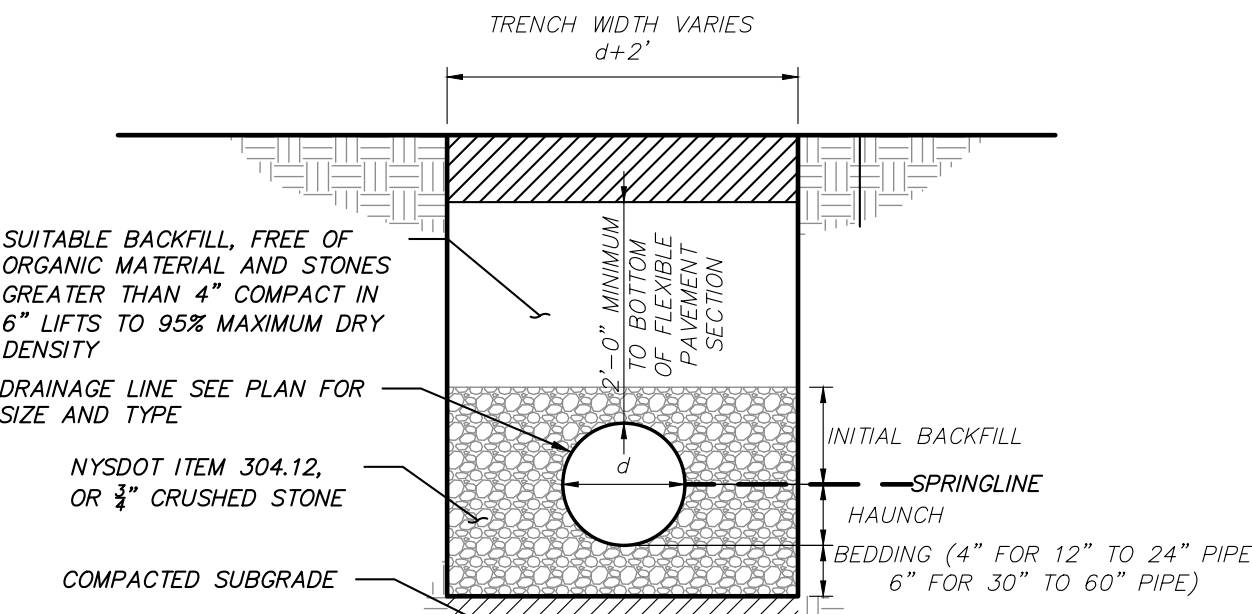 TRENCH WIDTH VARIES
d+2'
SUITABLE BACKFILL, FREE OF
ORGANIC MATERIAL AND STONES
GREATER THAN 4" COMPACT IN
6" LIFTS TO 95% MAXIMUM DRY
DENSITY
2'-0" MINIMUM
TO BOTTOM
OF FLEXIBLE
PAVEMENT
SECTION
DRAINAGE LINE SEE PLAN FOR
SIZE AND TYPE
INITIAL BACKFILL
d
NYSDOT ITEM 304.12,
OR 3/4" CRUSHED STONE
SPRINGLINE
HAUNCH
BEDDING (4" FOR 12" TO 24" PIPE
6" FOR 30" TO 60" PIPE)
COMPACTED SUBGRADE